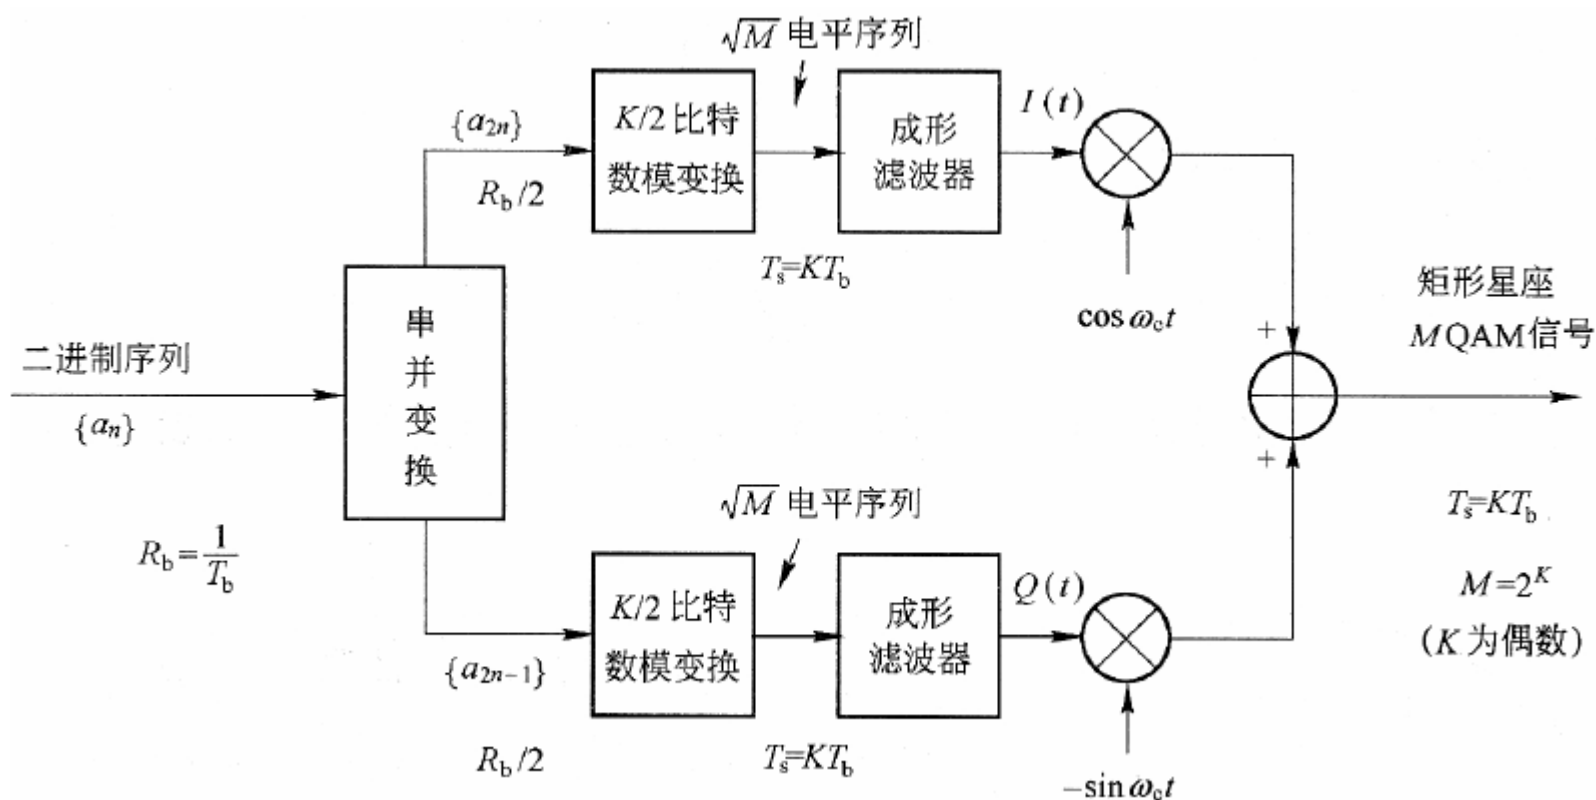 √M 电平序列
{a2n}
Rb/2
K/2 比特
数模变换
成形
滤波器
I(t)
Ts=KTb
cos ωct
二进制序列
{an}
串
并
变
换
Rb=1/Tb
+
+
矩形星座
MQAM信号
Ts=KTb
M=2^K
(K 为偶数)
√M 电平序列
{a2n−1}
Rb/2
K/2 比特
数模变换
成形
滤波器
Q(t)
Ts=KTb
−sin ωct